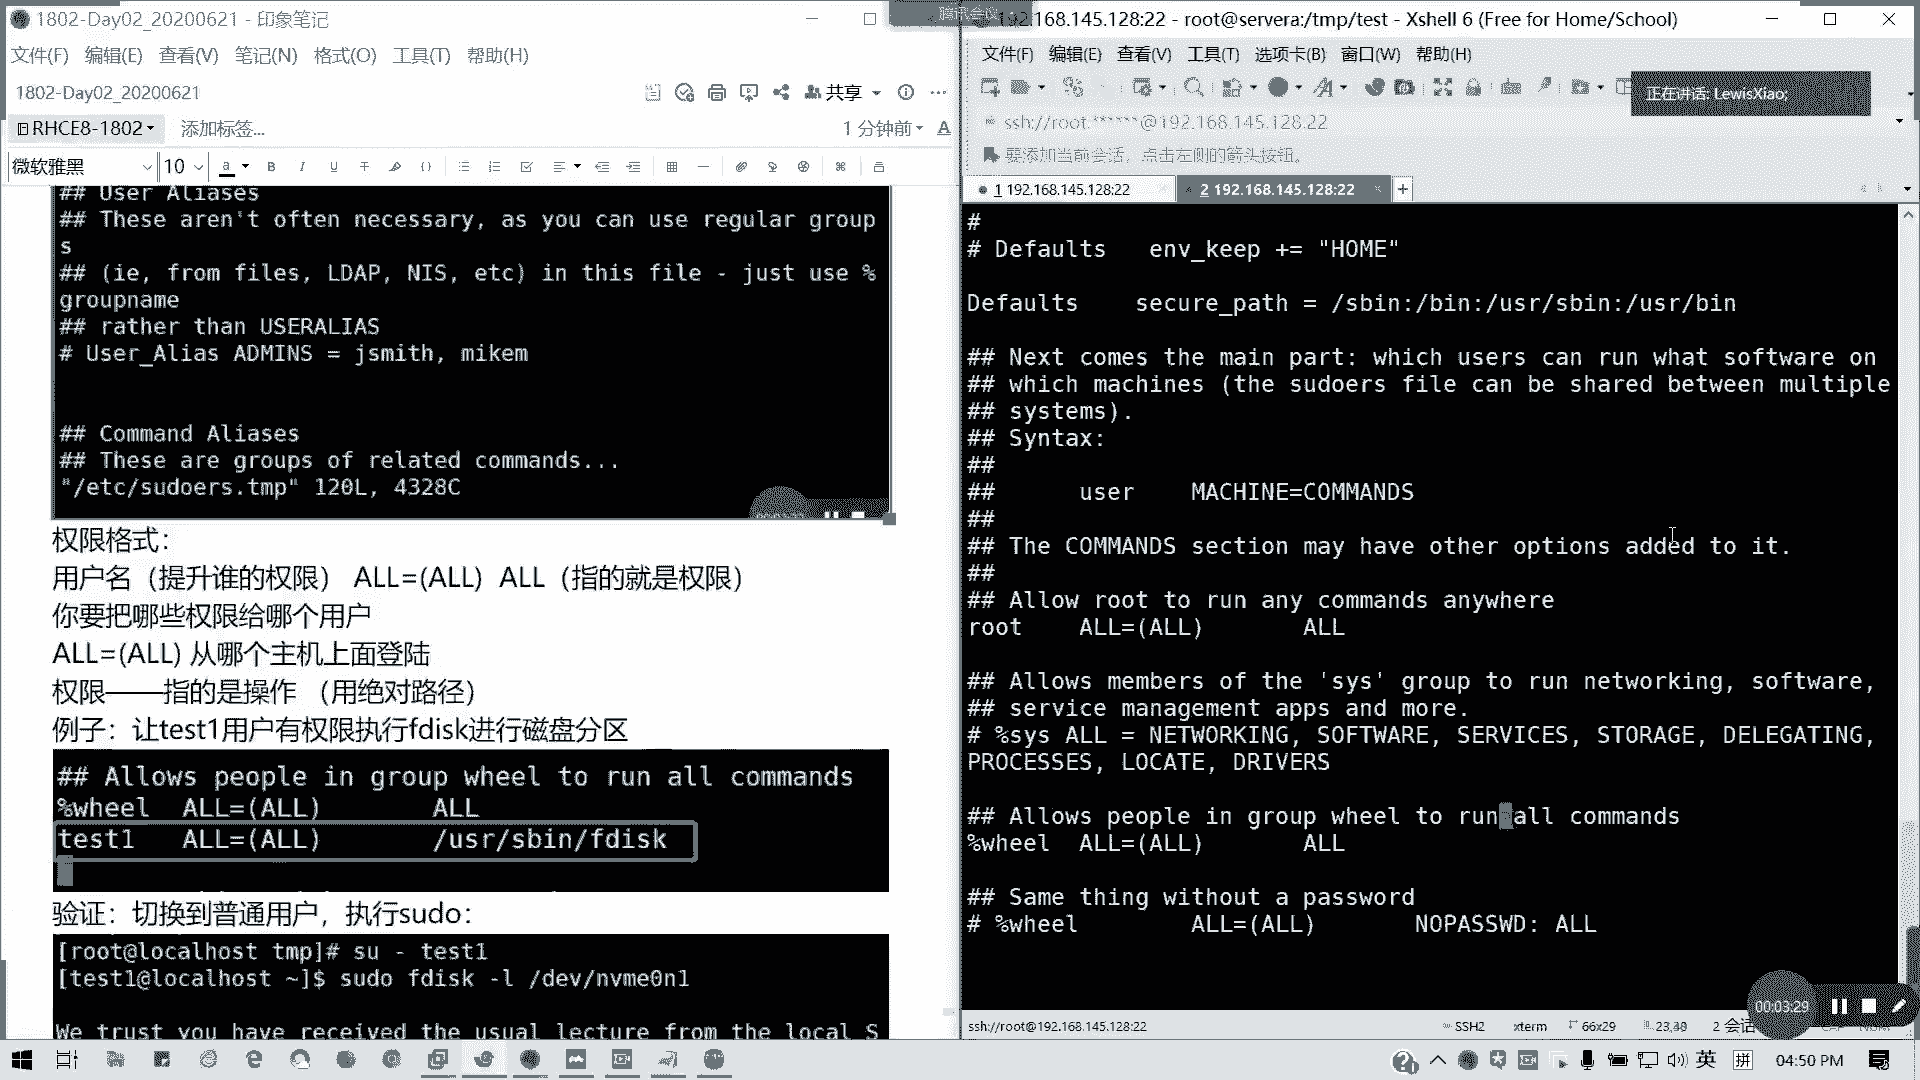 1802-Day02_20200621 - 印象笔记
文件(F) 编辑(E) 查看(V) 笔记(N) 格式(O) 工具(T) 帮助(H)
1802-Day02_20200621
共享
RHCE8-1802
添加标签...
1 分钟前
微软雅黑
10
## User Aliases
## These aren't often necessary, as you can use regular group
s
## (ie, from files, LDAP, NIS, etc) in this file - just use %
groupname
## rather than USERALIAS
# User_Alias ADMINS = jsmith, mikem
## Command Aliases
## These are groups of related commands...
"/etc/sudoers.tmp" 120L, 4328C
权限格式：
用户名（提升谁的权限） ALL=(ALL) ALL（指的就是权限）
你要把哪些权限给哪个用户
ALL=(ALL) 从哪个主机上面登陆
权限——指的是操作 （用绝对路径）
例子：让test1用户有权限执行fdisk进行磁盘分区
## Allows people in group wheel to run all commands
%wheel ALL=(ALL) ALL
test1 ALL=(ALL) /usr/sbin/fdisk
验证：切换到普通用户，执行sudo：
[root@localhost tmp]# su - test1
[test1@localhost ~]$ sudo fdisk -l /dev/nvme0n1
We trust you have received the usual lecture from the local S
腾讯会议
192.168.145.128:22 - root@servera:/tmp/test - Xshell 6 (Free for Home/School)
文件(F) 编辑(E) 查看(V) 工具(T) 选项卡(B) 窗口(W) 帮助(H)
正在讲话: LewisXiao;
ssh://root:******@192.168.145.128:22
要添加当前会话，点击左侧的箭头按钮。
1 192.168.145.128:22
2 192.168.145.128:22
#
# Defaults env_keep += "HOME"
Defaults secure_path = /sbin:/bin:/usr/sbin:/usr/bin
## Next comes the main part: which users can run what software on
## which machines (the sudoers file can be shared between multiple
## systems).
## Syntax:
##
## user MACHINE=COMMANDS
##
## The COMMANDS section may have other options added to it.
##
## Allow root to run any commands anywhere
root ALL=(ALL) ALL
## Allows members of the 'sys' group to run networking, software,
## service management apps and more.
# %sys ALL = NETWORKING, SOFTWARE, SERVICES, STORAGE, DELEGATING,
PROCESSES, LOCATE, DRIVERS
## Allows people in group wheel to run all commands
%wheel ALL=(ALL) ALL
## Same thing without a password
# %wheel ALL=(ALL) NOPASSWD: ALL
00:03:29
ssh://root@192.168.145.128:22
SSH2
xterm
66x29
23,48
2 会话
英
拼
04:50 PM